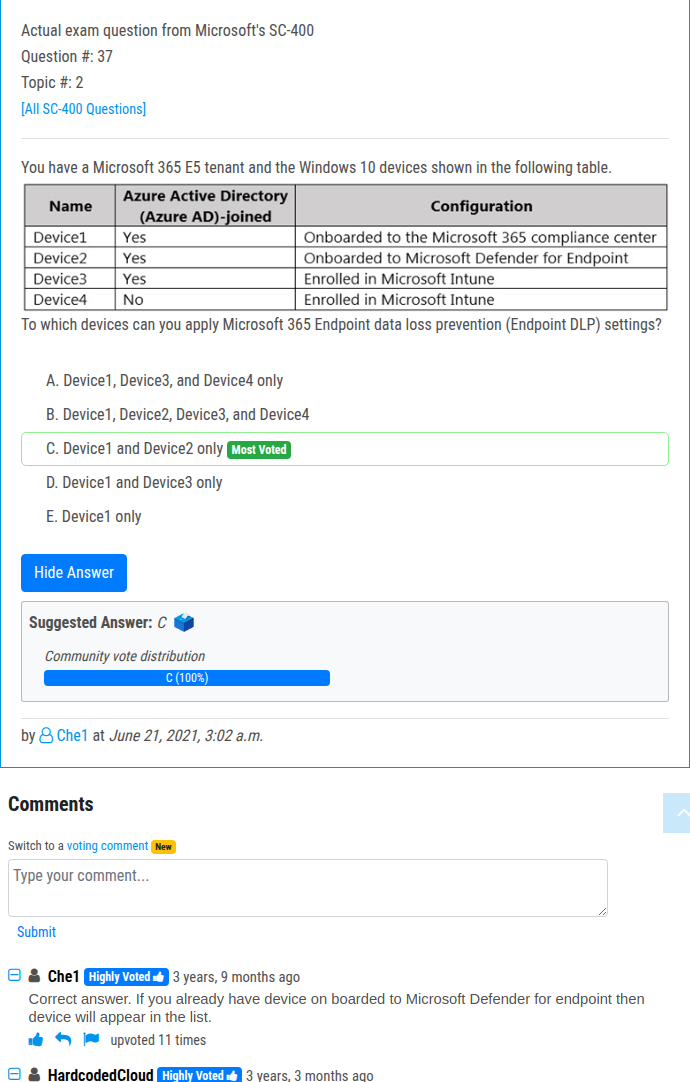 Actual exam question from Microsoft's SC-400
Question #: 37
Topic #: 2
[All SC-400 Questions]
You have a Microsoft 365 E5 tenant and the Windows 10 devices shown in the following table.
Name Azure Active Directory (Azure AD)-joined Configuration
Device1 Yes Onboarded to the Microsoft 365 compliance center
Device2 Yes Onboarded to Microsoft Defender for Endpoint
Device3 Yes Enrolled in Microsoft Intune
Device4 No Enrolled in Microsoft Intune
To which devices can you apply Microsoft 365 Endpoint data loss prevention (Endpoint DLP) settings?
A. Device1, Device3, and Device4 only
B. Device1, Device2, Device3, and Device4
C. Device1 and Device2 only Most Voted
D. Device1 and Device3 only
E. Device1 only
Hide Answer
Suggested Answer: C
Community vote distribution
C (100%)
by Che1 at June 21, 2021, 3:02 a.m.
Comments
Switch to a voting comment New
Type your comment...
Submit
Che1 Highly Voted 3 years, 9 months ago
Correct answer. If you already have device on boarded to Microsoft Defender for endpoint then
device will appear in the list.
upvoted 11 times
HardcodedCloud Highly Voted 3 years, 3 months ago